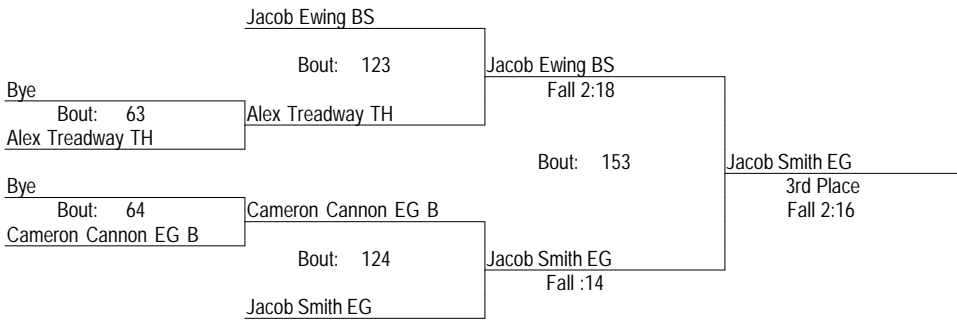 Jacob Ewing BS
Bout: 123
Jacob Ewing BS
Fall 2:18
Bye
Bout: 63
Alex Treadway TH
Alex Treadway TH
Bout: 153
Jacob Smith EG
3rd Place
Fall 2:16
Bye
Bout: 64
Cameron Cannon EG B
Cameron Cannon EG B
Bout: 124
Jacob Smith EG
Fall :14
Jacob Smith EG